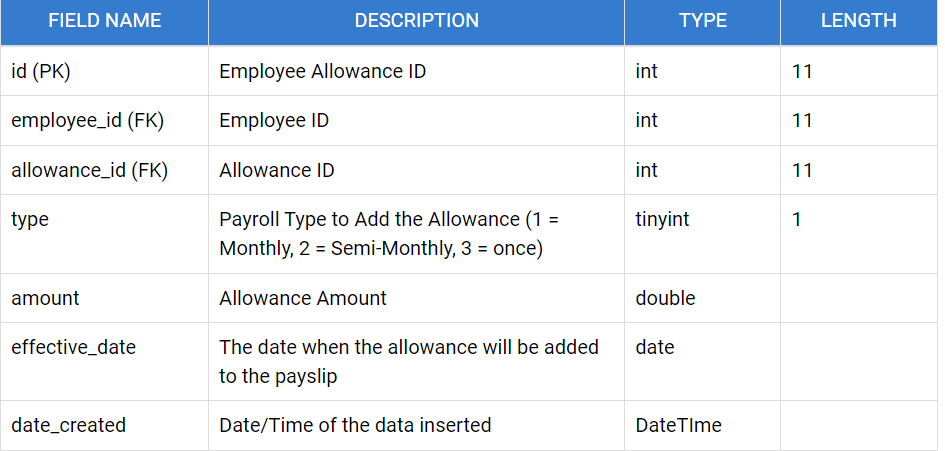 FIELD NAME DESCRIPTION TYPE LENGTH
id (PK) Employee Allowance ID int 11
employee_id (FK) Employee ID int 11
allowance_id (FK) Allowance ID int 11
type Payroll Type to Add the Allowance (1 = tinyint 1
Monthly, 2 = Semi-Monthly, 3 = once)
amount Allowance Amount double
effective_date The date when the allowance will be added date
to the payslip
date_created Date/Time of the data inserted DateTIme